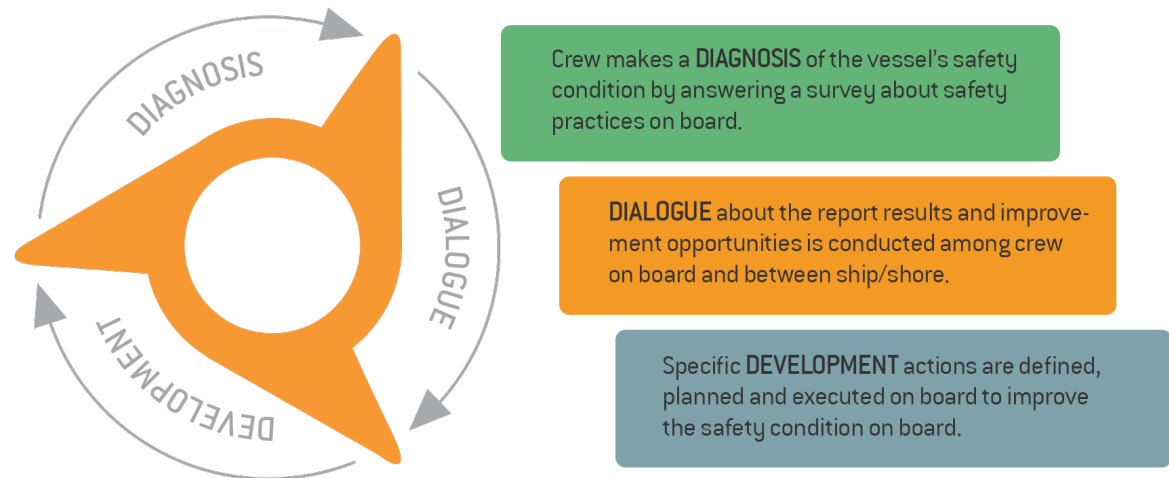 DIAGNOSIS
DIALOGUE
DEVELOPMENT
Crew makes a DIAGNOSIS of the vessel's safety
condition by answering a survey about safety
practices on board.
DIALOGUE about the report results and improve-
ment opportunities is conducted among crew
on board and between ship/shore.
Specific DEVELOPMENT actions are defined,
planned and executed on board to improve
the safety condition on board.